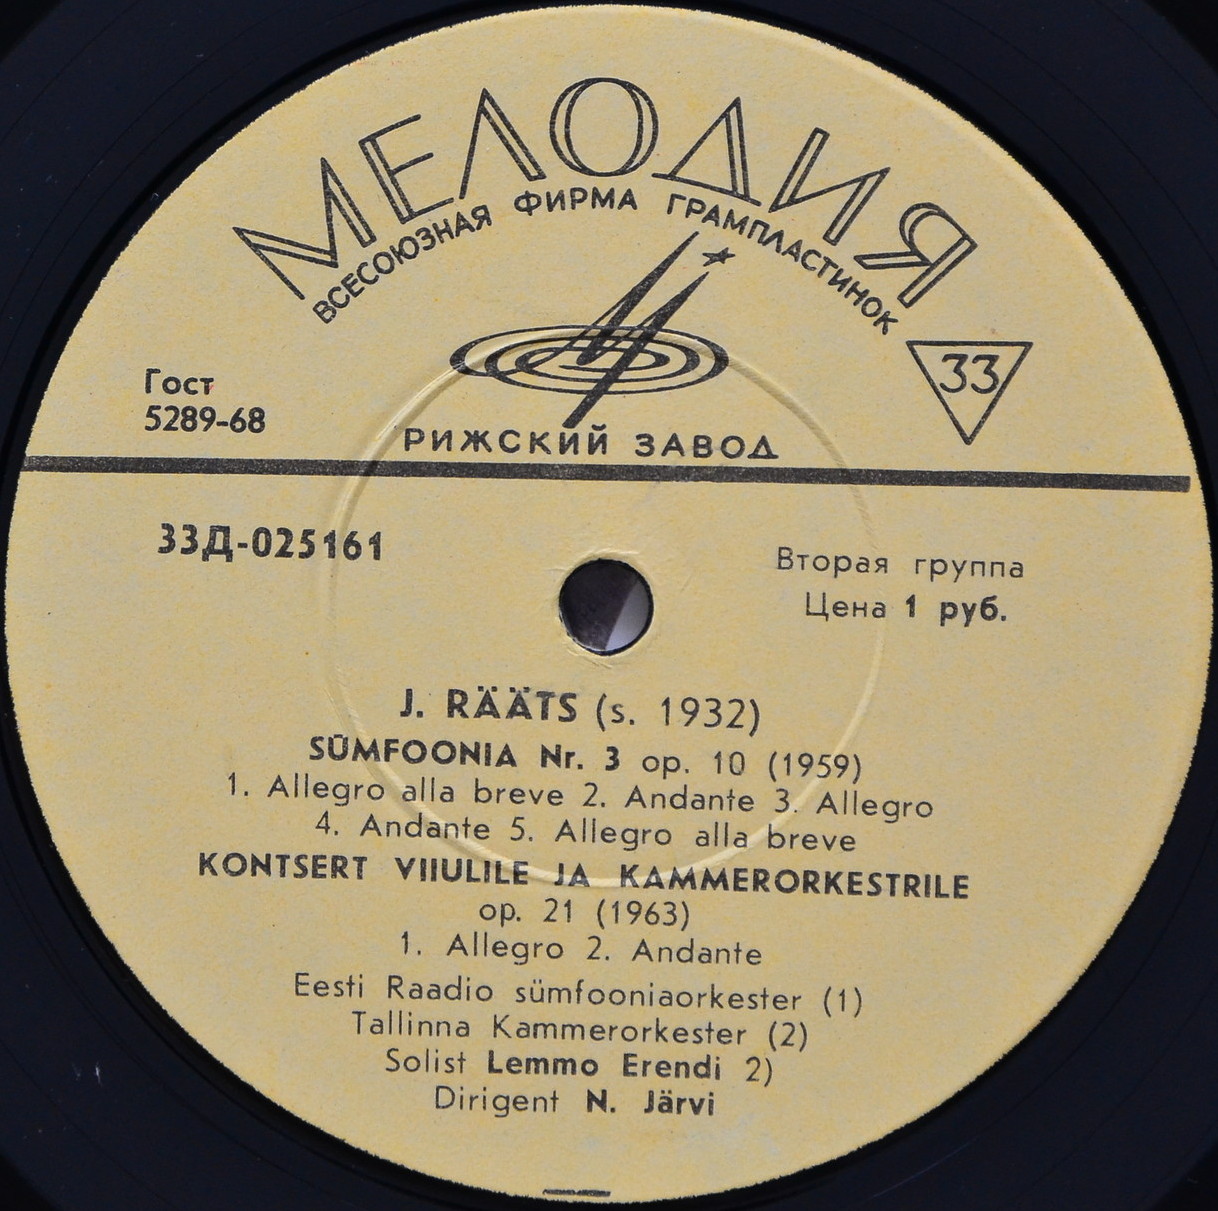 МЕЛОДИЯ
ВСЕСОЮЗНАЯ ФИРМА ГРАМПЛАСТИНОК
33
Гост
5289-68
РИЖСКИЙ ЗАВОД
33Д-025161
Вторая группа
Цена 1 руб.
J. RÄÄTS (s. 1932)
SÜMFOONIA Nr. 3 op. 10 (1959)
1. Allegro alla breve 2. Andante 3. Allegro
4. Andante 5. Allegro alla breve
KONTSERT VIIULILE JA KAMMERORKESTRILE
op. 21 (1963)
1. Allegro 2. Andante
Eesti Raadio sümfooniaorkester (1)
Tallinna Kammerorkester (2)
Solist Lemmo Erendi 2)
Dirigent N. Järvi